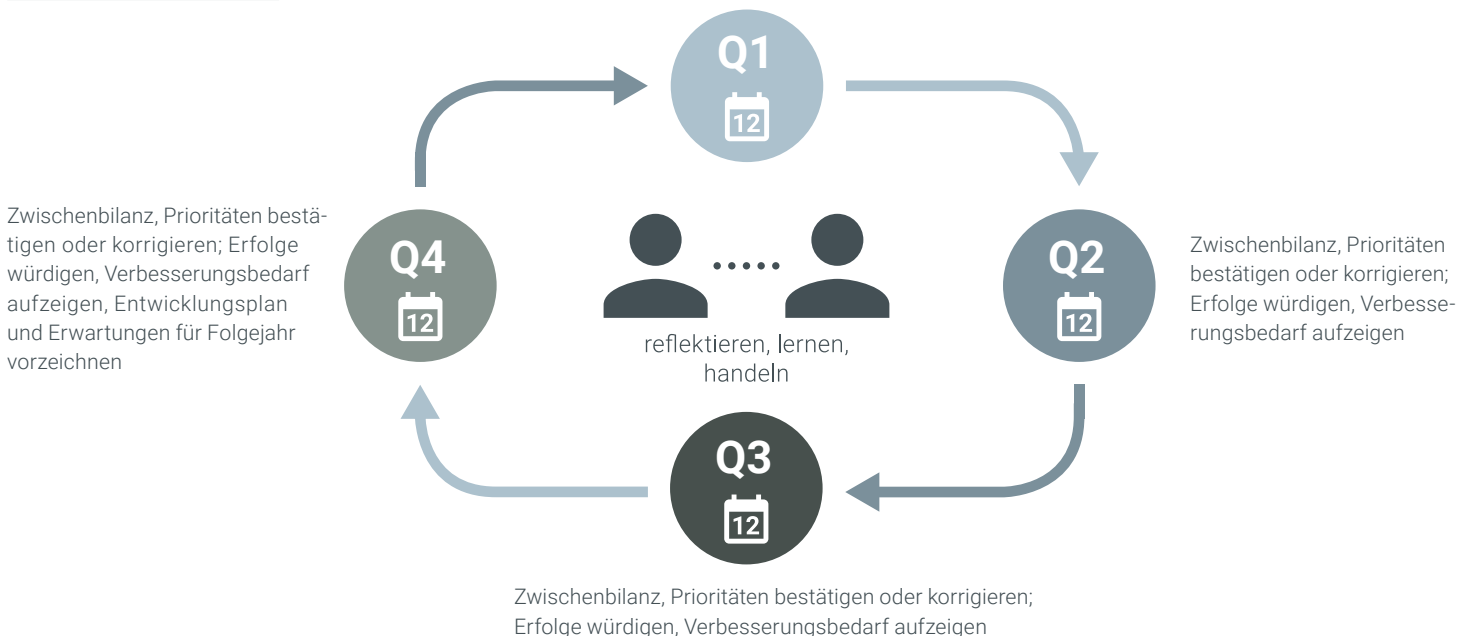 Q1
12
Zwischenbilanz, Prioritäten bestä-
tigen oder korrigieren; Erfolge
würdigen, Verbesserungsbedarf
aufzeigen, Entwicklungsplan
und Erwartungen für Folgejahr
vorzeichnen
Q4
12
reflektieren, lernen,
handeln
Q2
12
Zwischenbilanz, Prioritäten
bestätigen oder korrigieren;
Erfolge würdigen, Verbesse-
rungsbedarf aufzeigen
Q3
12
Zwischenbilanz, Prioritäten bestätigen oder korrigieren;
Erfolge würdigen, Verbesserungsbedarf aufzeigen